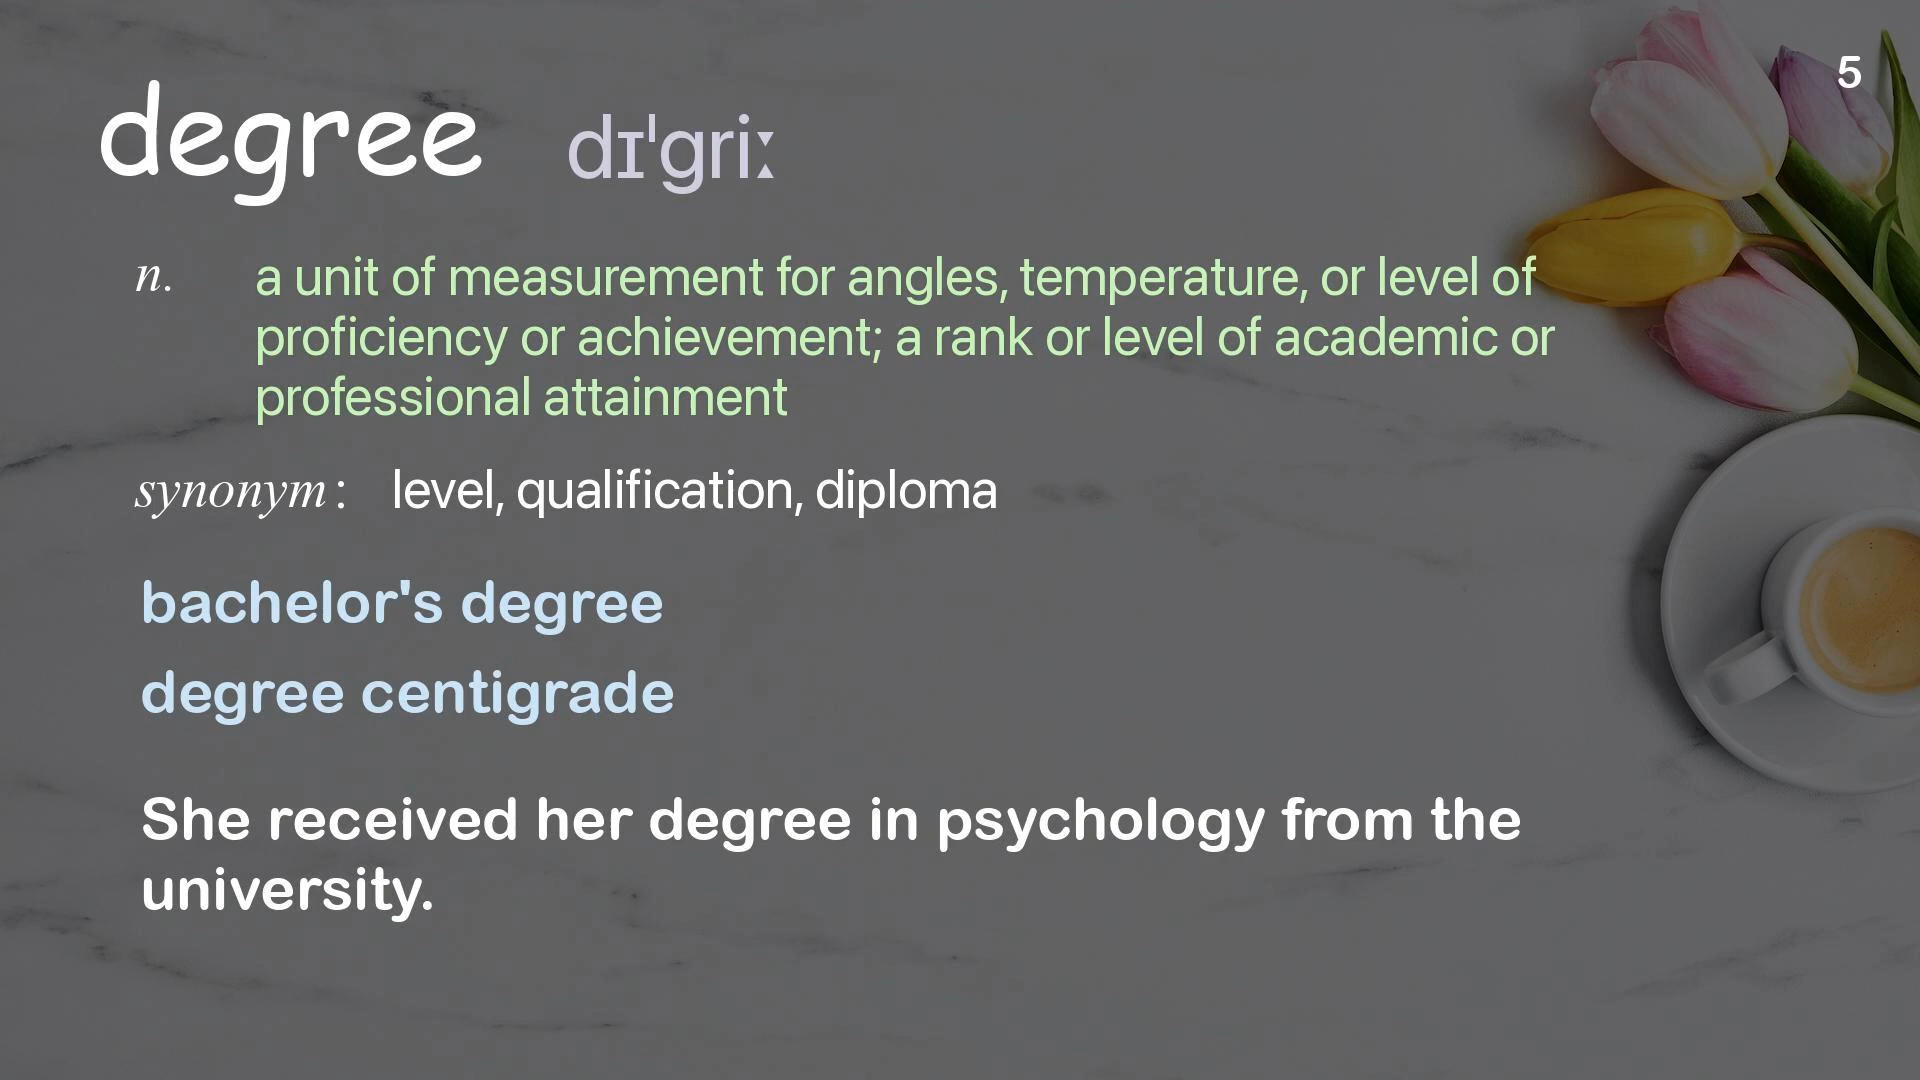 5
degree dɪˈɡriː
n. a unit of measurement for angles, temperature, or level of
proficiency or achievement; a rank or level of academic or
professional attainment
synonym: level, qualification, diploma
bachelor's degree
degree centigrade
She received her degree in psychology from the
university.